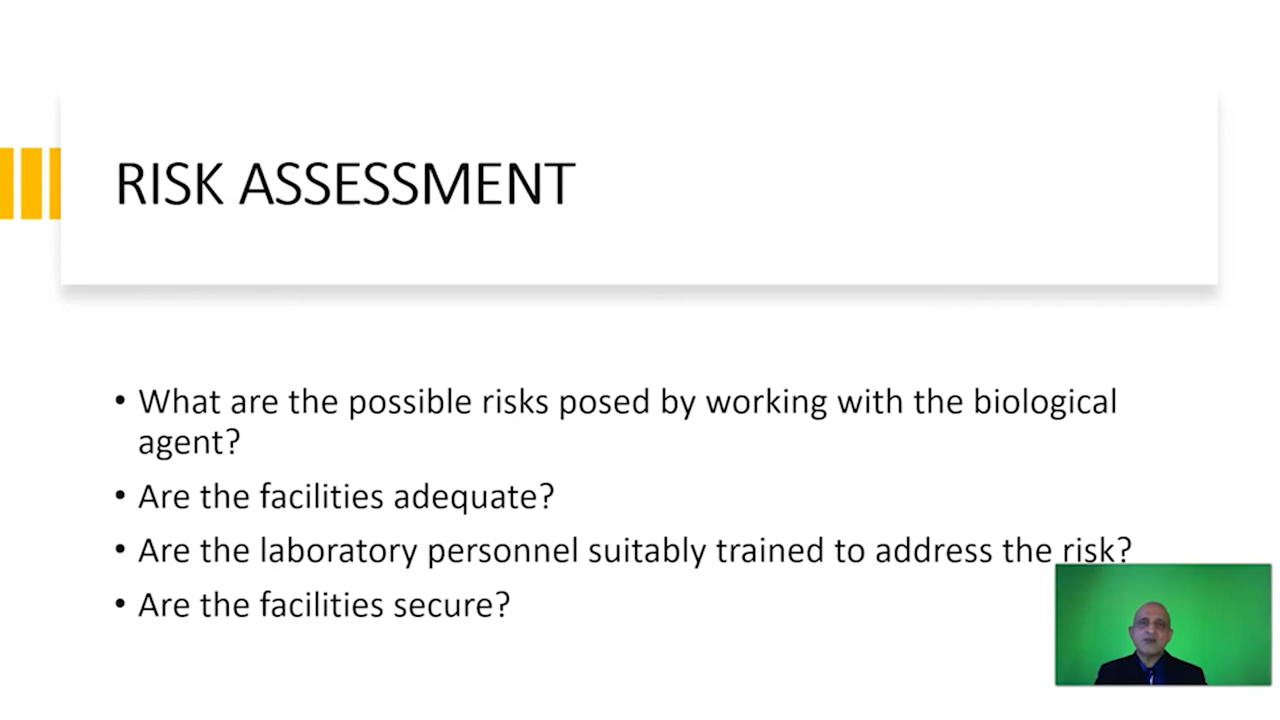 RISK ASSESSMENT
• What are the possible risks posed by working with the biological
agent?
• Are the facilities adequate?
• Are the laboratory personnel suitably trained to address the risk?
• Are the facilities secure?